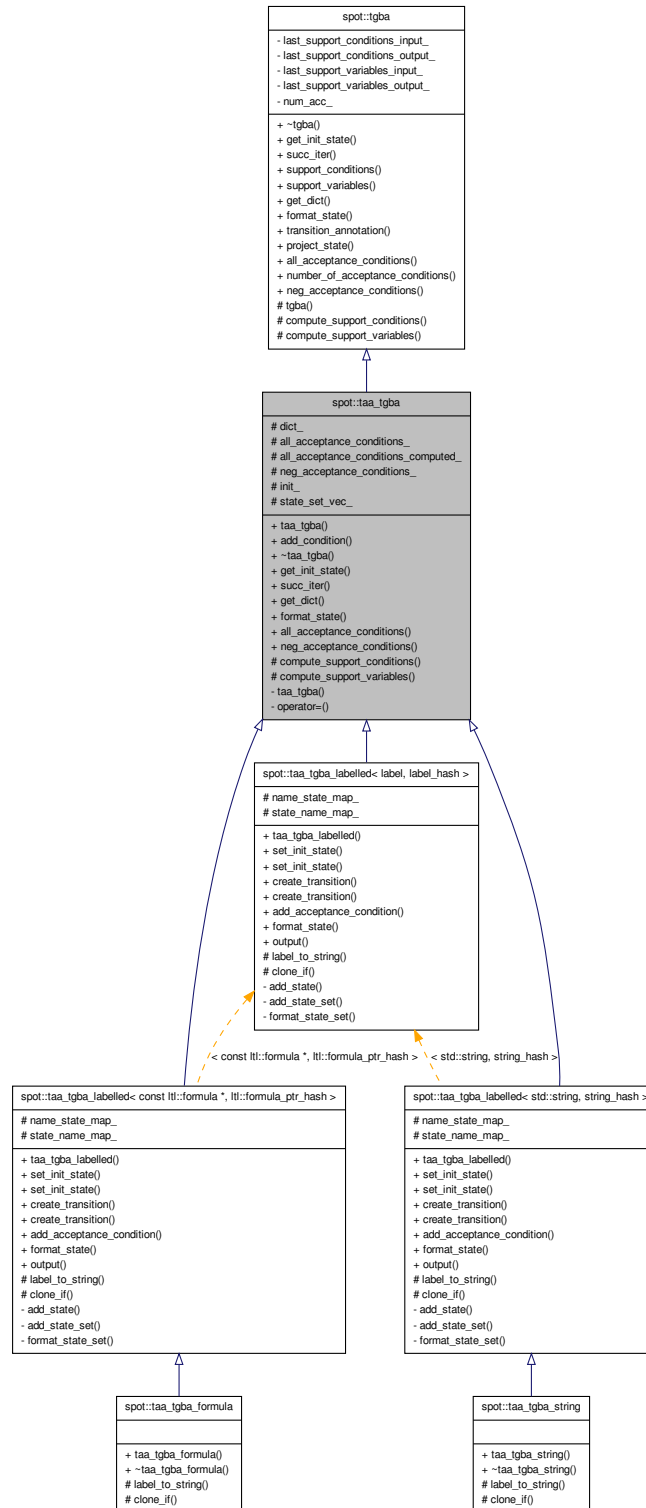 spot::tgba
- last_support_conditions_input_
- last_support_conditions_output_
- last_support_variables_input_
- last_support_variables_output_
- num_acc_
+ ~tgba()
+ get_init_state()
+ succ_iter()
+ support_conditions()
+ support_variables()
+ get_dict()
+ format_state()
+ transition_annotation()
+ project_state()
+ all_acceptance_conditions()
+ number_of_acceptance_conditions()
+ neg_acceptance_conditions()
# tgba()
# compute_support_conditions()
# compute_support_variables()
spot::taa_tgba
# dict_
# all_acceptance_conditions_
# all_acceptance_conditions_computed_
# neg_acceptance_conditions_
# init_
# state_set_vec_
+ taa_tgba()
+ add_condition()
+ ~taa_tgba()
+ get_init_state()
+ succ_iter()
+ get_dict()
+ format_state()
+ all_acceptance_conditions()
+ neg_acceptance_conditions()
# compute_support_conditions()
# compute_support_variables()
- taa_tgba()
- operator=()
spot::taa_tgba_labelled< label, label_hash >
# name_state_map_
# state_name_map_
+ taa_tgba_labelled()
+ set_init_state()
+ set_init_state()
+ create_transition()
+ create_transition()
+ add_acceptance_condition()
+ format_state()
+ output()
# label_to_string()
# clone_if()
- add_state()
- add_state_set()
- format_state_set()
< const ltl::formula *, ltl::formula_ptr_hash >
< std::string, string_hash >
spot::taa_tgba_labelled< const ltl::formula *, ltl::formula_ptr_hash >
# name_state_map_
# state_name_map_
+ taa_tgba_labelled()
+ set_init_state()
+ set_init_state()
+ create_transition()
+ create_transition()
+ add_acceptance_condition()
+ format_state()
+ output()
# label_to_string()
# clone_if()
- add_state()
- add_state_set()
- format_state_set()
spot::taa_tgba_labelled< std::string, string_hash >
# name_state_map_
# state_name_map_
+ taa_tgba_labelled()
+ set_init_state()
+ set_init_state()
+ create_transition()
+ create_transition()
+ add_acceptance_condition()
+ format_state()
+ output()
# label_to_string()
# clone_if()
- add_state()
- add_state_set()
- format_state_set()
spot::taa_tgba_formula
+ taa_tgba_formula()
+ ~taa_tgba_formula()
# label_to_string()
# clone_if()
spot::taa_tgba_string
+ taa_tgba_string()
+ ~taa_tgba_string()
# label_to_string()
# clone_if()